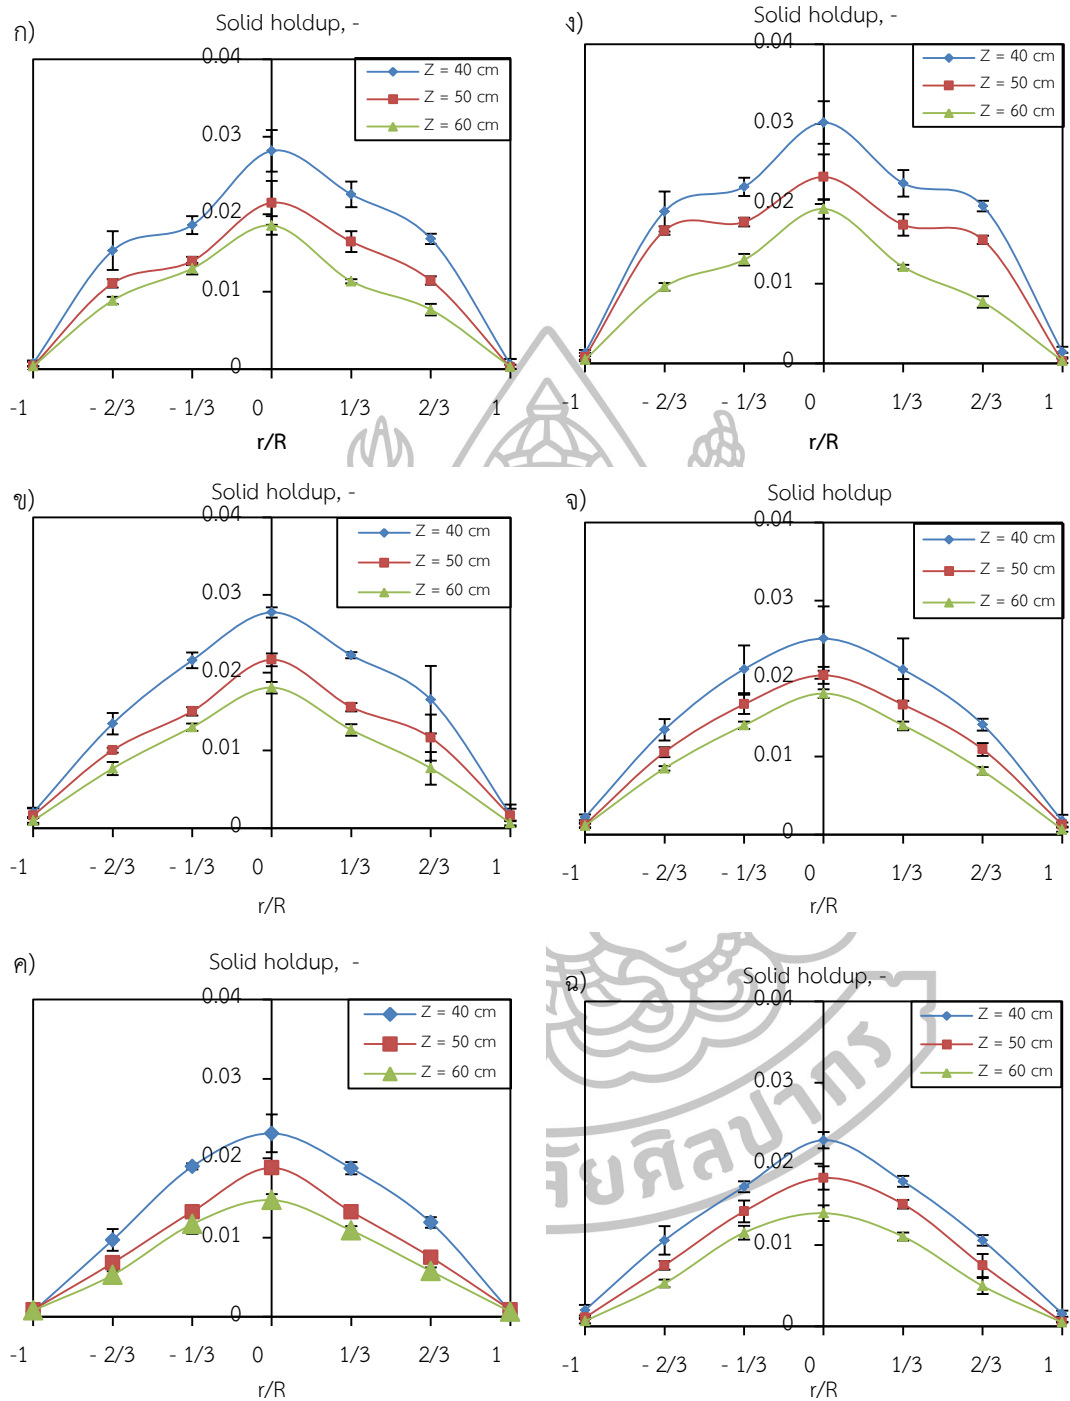 ก)
Solid holdup, -
0.04
Z = 40 cm
Z = 50 cm
Z = 60 cm
0.03
0.02
0.01
0
-1 - 2/3 - 1/3 0 1/3 2/3 1
r/R
ง)
Solid holdup, -
0.04
Z = 40 cm
Z = 50 cm
Z = 60 cm
0.03
0.02
0.01
0
-1 - 2/3 - 1/3 0 1/3 2/3 1
r/R
ข)
Solid holdup, -
0.04
Z = 40 cm
Z = 50 cm
Z = 60 cm
0.03
0.02
0.01
0
-1 - 2/3 - 1/3 0 1/3 2/3 1
r/R
จ)
Solid holdup
0.04
Z = 40 cm
Z = 50 cm
Z = 60 cm
0.03
0.02
0.01
0
-1 - 2/3 - 1/3 0 1/3 2/3 1
r/R
ค)
Solid holdup, -
0.04
Z = 40 cm
Z = 50 cm
Z = 60 cm
0.03
0.02
0.01
0
-1 - 2/3 - 1/3 0 1/3 2/3 1
r/R
ฉ)
Solid holdup, -
0.04
Z = 40 cm
Z = 50 cm
Z = 60 cm
0.03
0.02
0.01
0
-1 - 2/3 - 1/3 0 1/3 2/3 1
r/R